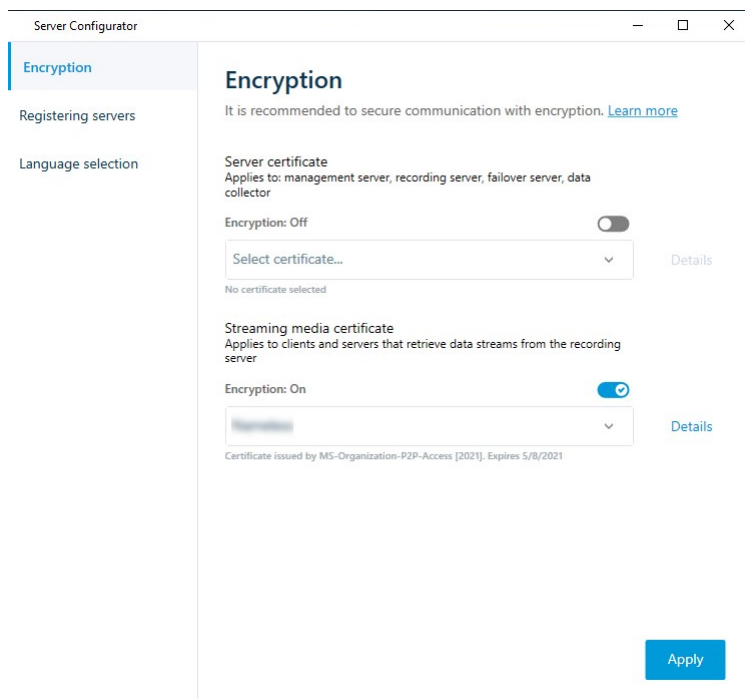 Server Configurator
Encryption
Registering servers
Language selection
Encryption
It is recommended to secure communication with encryption. Learn more
Server certificate
Applies to: management server, recording server, failover server, data
collector
Encryption: Off
Select certificate...
Details
No certificate selected
Streaming media certificate
Applies to clients and servers that retrieve data streams from the recording
server
Encryption: On
Details
Certificate issued by MS-Organization-P2P-Access [2021]. Expires 5/8/2021
Apply